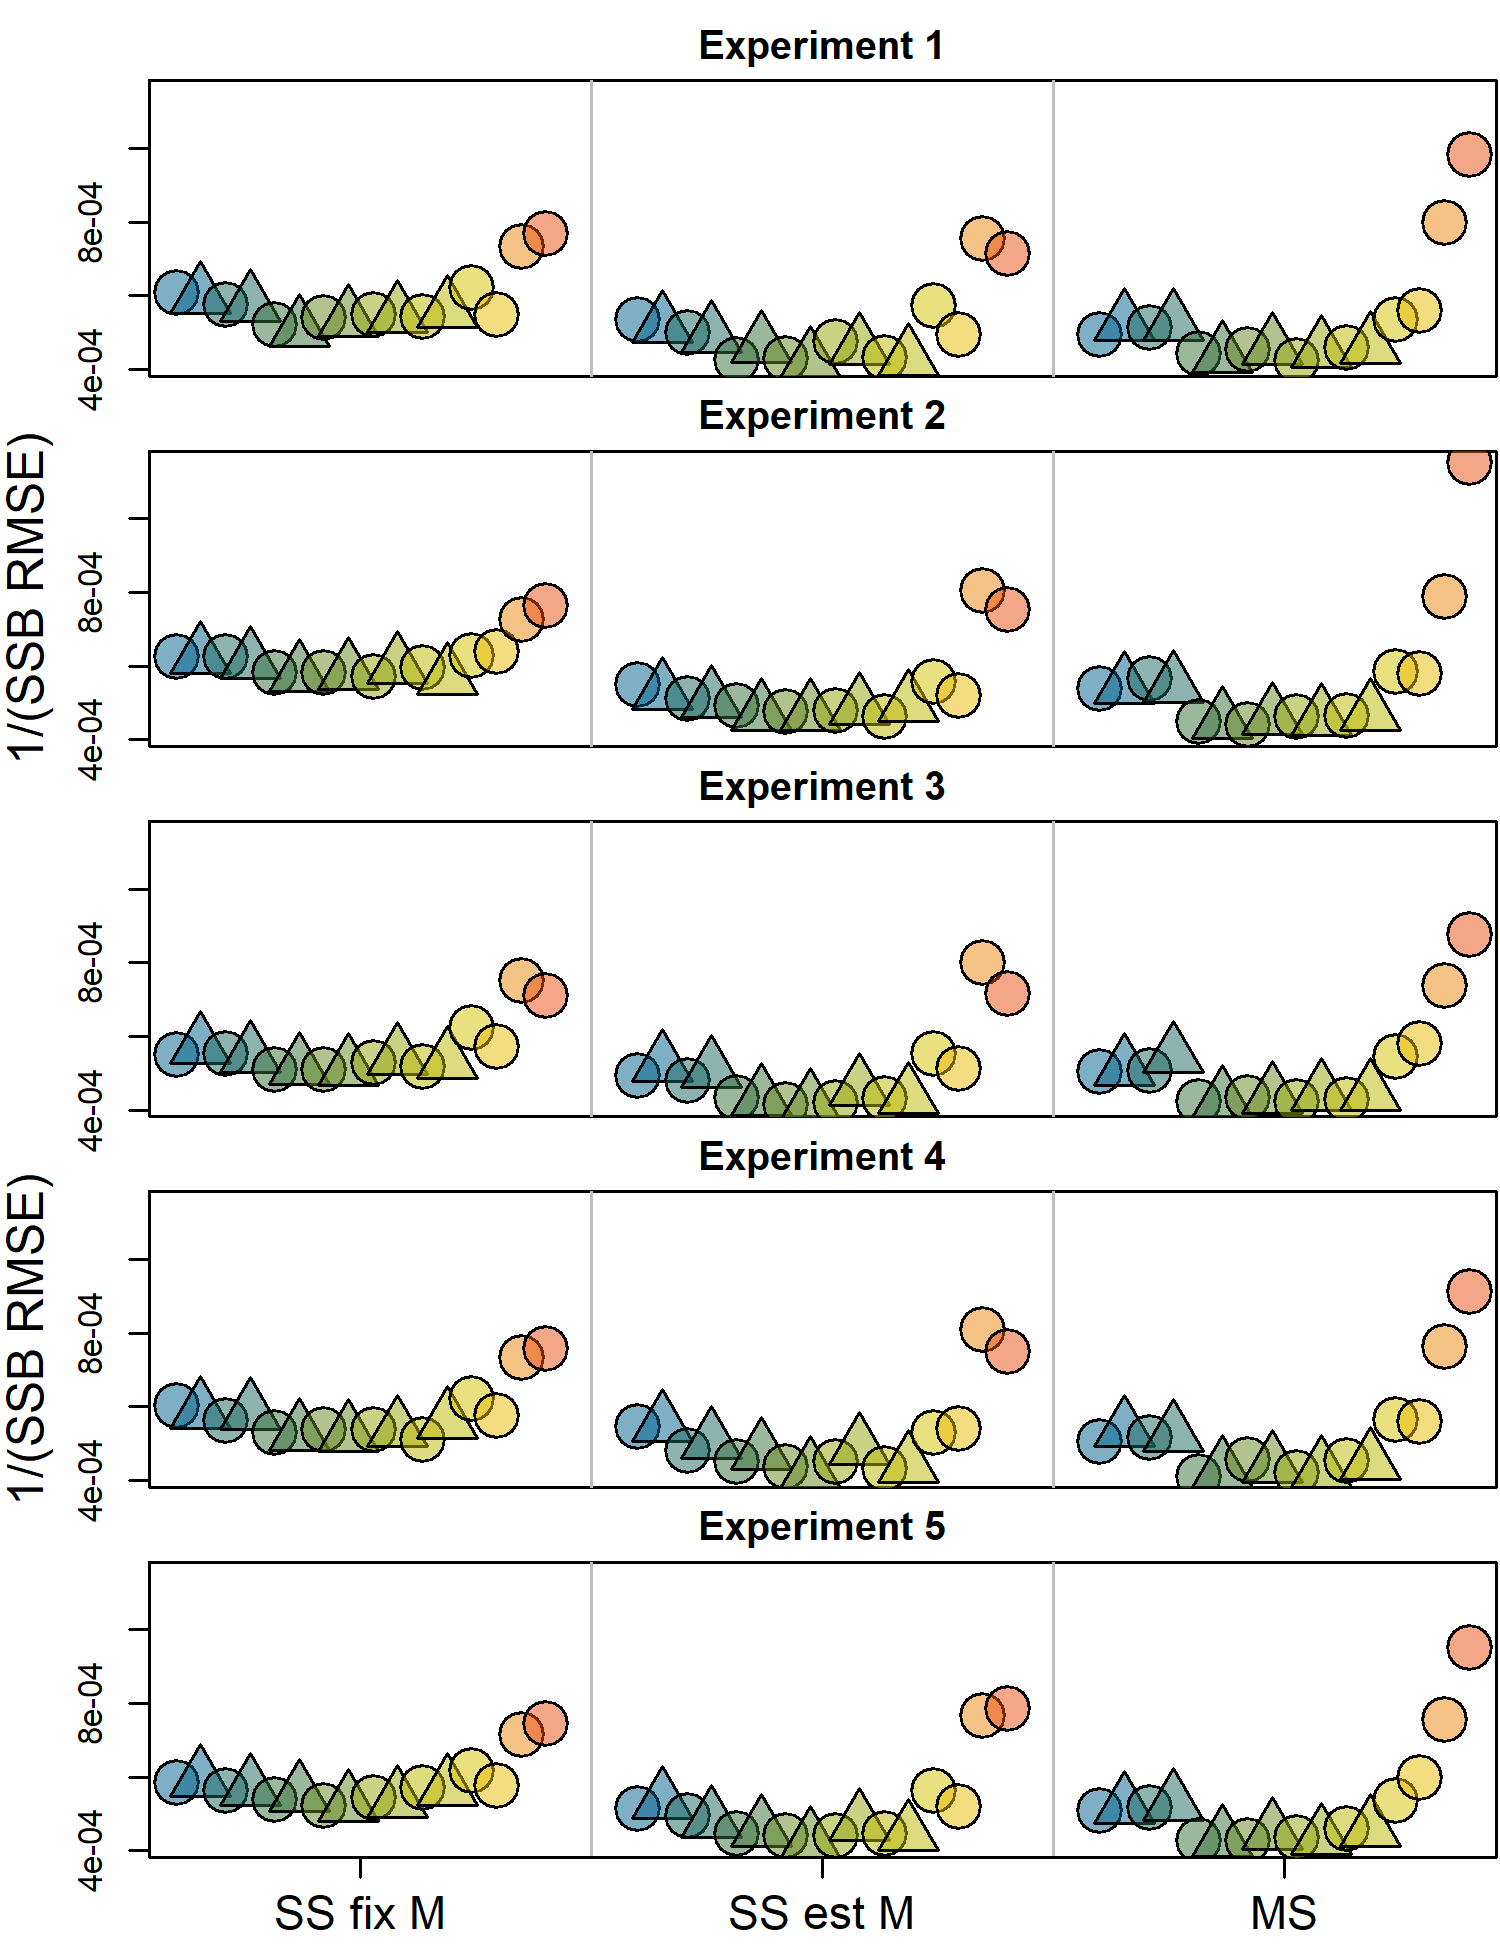 Experiment 1
8e-04
4e-04
Experiment 2
1/(SSB RMSE)
8e-04
4e-04
Experiment 3
8e-04
4e-04
Experiment 4
1/(SSB RMSE)
8e-04
4e-04
Experiment 5
8e-04
4e-04
SS fix M
SS est M
MS